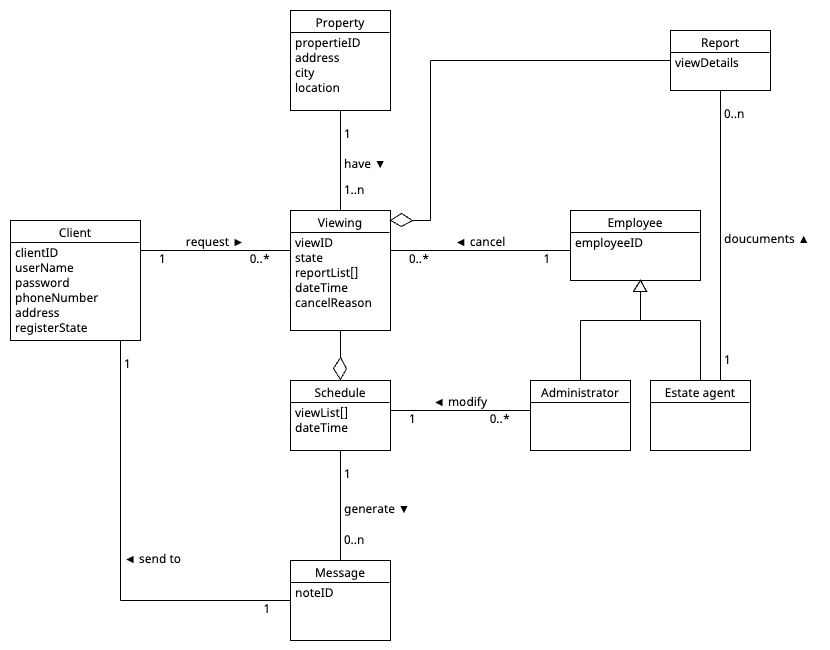 Property
propertieID
address
city
location
Report
viewDetails
1
have ▼
1..n
0..n
doucuments ▲
1
Client
clientID
userName
password
phoneNumber
address
registerState
request ►
1
0..*
Viewing
viewID
state
reportList[]
dateTime
cancelReason
◄ cancel
0..*
1
Employee
employeeID
Schedule
viewList[]
dateTime
◄ modify
1
0..*
Administrator
Estate agent
1
generate ▼
0..n
1
◄ send to
1
Message
noteID